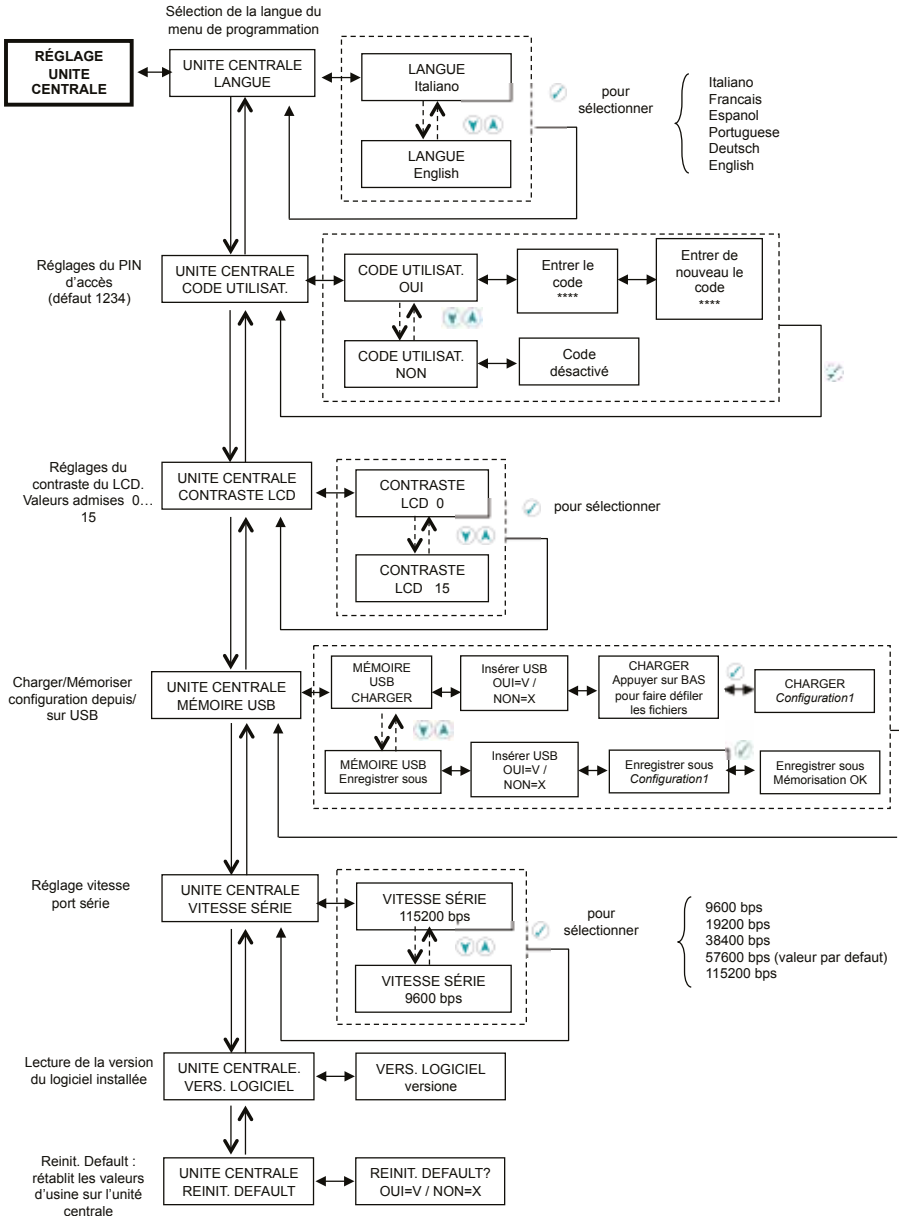 Sélection de la langue du
menu de programmation
RÉGLAGE
UNITE
CENTRALE
UNITE CENTRALE
LANGUE
LANGUE
Italiano
LANGUE
English
pour
sélectionner
Italiano
Francais
Espanol
Portuguese
Deutsch
English
Réglages du PIN
d'accès
(défaut 1234)
UNITE CENTRALE
CODE UTILISAT.
CODE UTILISAT.
OUI
Entrer le
code
****
Entrer de
nouveau le
code
****
CODE UTILISAT.
NON
Code
désactivé
Réglages du
contraste du LCD.
Valeurs admises 0…
15
UNITE CENTRALE
CONTRASTE LCD
CONTRASTE
LCD 0
CONTRASTE
LCD 15
pour sélectionner
Charger/Mémoriser
configuration depuis/
sur USB
UNITE CENTRALE
MÉMOIRE USB
MÉMOIRE
USB
CHARGER
Insérer USB
OUI=V /
NON=X
CHARGER
Appuyer sur BAS
pour faire défiler
les fichiers
CHARGER
Configuration1
MÉMOIRE USB
Enregistrer sous
Insérer USB
OUI=V /
NON=X
Enregistrer sous
Configuration1
Enregistrer sous
Mémorisation OK
Réglage vitesse
port série
UNITE CENTRALE
VITESSE SÉRIE
VITESSE SÉRIE
115200 bps
VITESSE SÉRIE
9600 bps
pour
sélectionner
9600 bps
19200 bps
38400 bps
57600 bps (valeur par defaut)
115200 bps
Lecture de la version
du logiciel installée
UNITE CENTRALE.
VERS. LOGICIEL
VERS. LOGICIEL
versione
Reinit. Default :
rétablit les valeurs
d'usine sur l'unité
centrale
UNITE CENTRALE
REINIT. DEFAULT
REINIT. DEFAULT?
OUI=V / NON=X